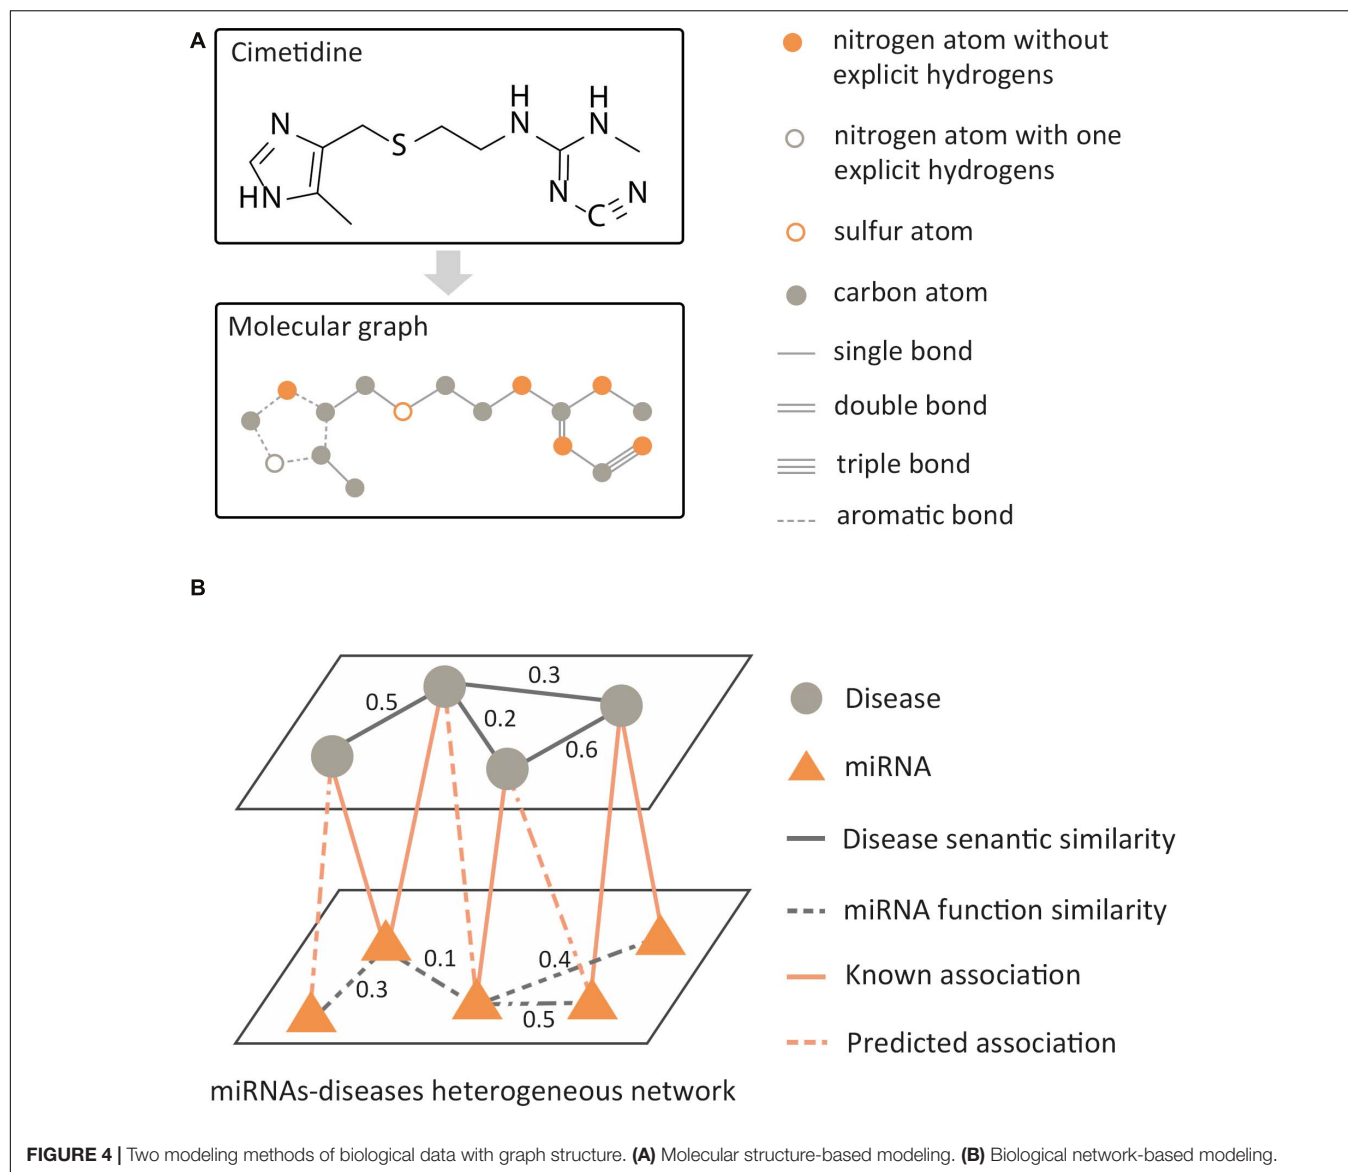 A
Cimetidine
N
HN
S
H
N
H
N
N
C
N
Molecular graph
nitrogen atom without
explicit hydrogens
nitrogen atom with one
explicit hydrogens
sulfur atom
carbon atom
single bond
double bond
triple bond
aromatic bond
B
0.5
0.3
0.2
0.6
0.1
0.3
0.4
0.5
miRNAs-diseases heterogeneous network
Disease
miRNA
Disease senantic similarity
miRNA function similarity
Known association
Predicted association
FIGURE 4 | Two modeling methods of biological data with graph structure. (A) Molecular structure-based modeling. (B) Biological network-based modeling.